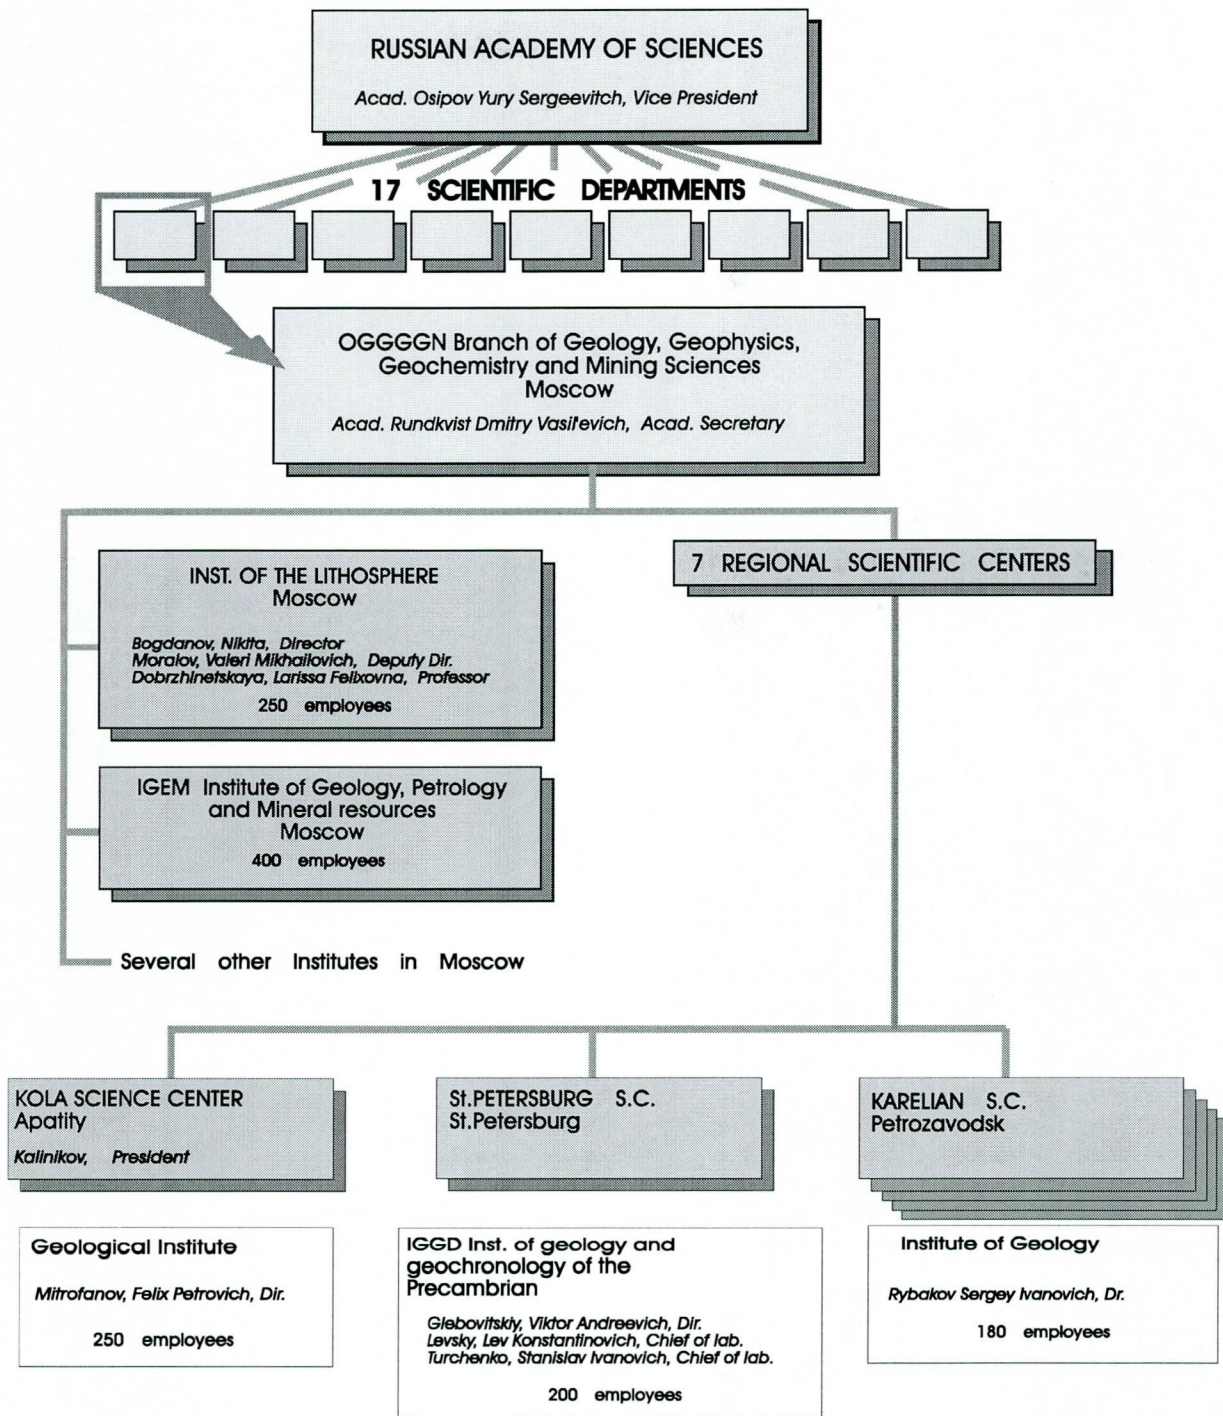 RUSSIAN ACADEMY OF SCIENCES
Acad. Osipov Yury Sergeevitch, Vice President
17 SCIENTIFIC DEPARTMENTS
OGGGGN Branch of Geology, Geophysics,
Geochemistry and Mining Sciences
Moscow
Acad. Rundkvist Dmitry Vasil'evich, Acad. Secretary
INST. OF THE LITHOSPHERE
Moscow
Bogdanov, Nikita, Director
Moralov, Valeri Mikhailovich, Deputy Dir.
Dobrzhinetskaya, Larissa Felixovna, Professor
250 employees
7 REGIONAL SCIENTIFIC CENTERS
IGEM Institute of Geology, Petrology
and Mineral resources
Moscow
400 employees
Several other Institutes in Moscow
KOLA SCIENCE CENTER
Apatity
Kalinikov, President
Geological Institute
Mitrofanov, Felix Petrovich, Dir.
250 employees
St.PETERSBURG S.C.
St.Petersburg
IGGD Inst. of geology and
geochronology of the
Precambrian
Glebovitskiy, Viktor Andreevich, Dir.
Levsky, Lev Konstantinovich, Chief of lab.
Turchenko, Stanislav Ivanovich, Chief of lab.
200 employees
KARELIAN S.C.
Petrozavodsk
Institute of Geology
Rybakov Sergey Ivanovich, Dr.
180 employees